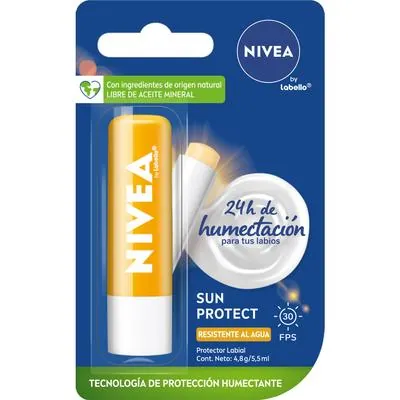 NIVEA
by Labello®
Con ingredientes de origen natural
LIBRE DE ACEITE MINERAL
NIVEA
by Labello®
24h de
humectación
para tus labios
SUN
PROTECT
RESISTENTE AL AGUA
30
FPS
Protector Labial
Cont. Neto: 4,8g/5,5ml
TECNOLOGÍA DE PROTECCIÓN HUMECTANTE